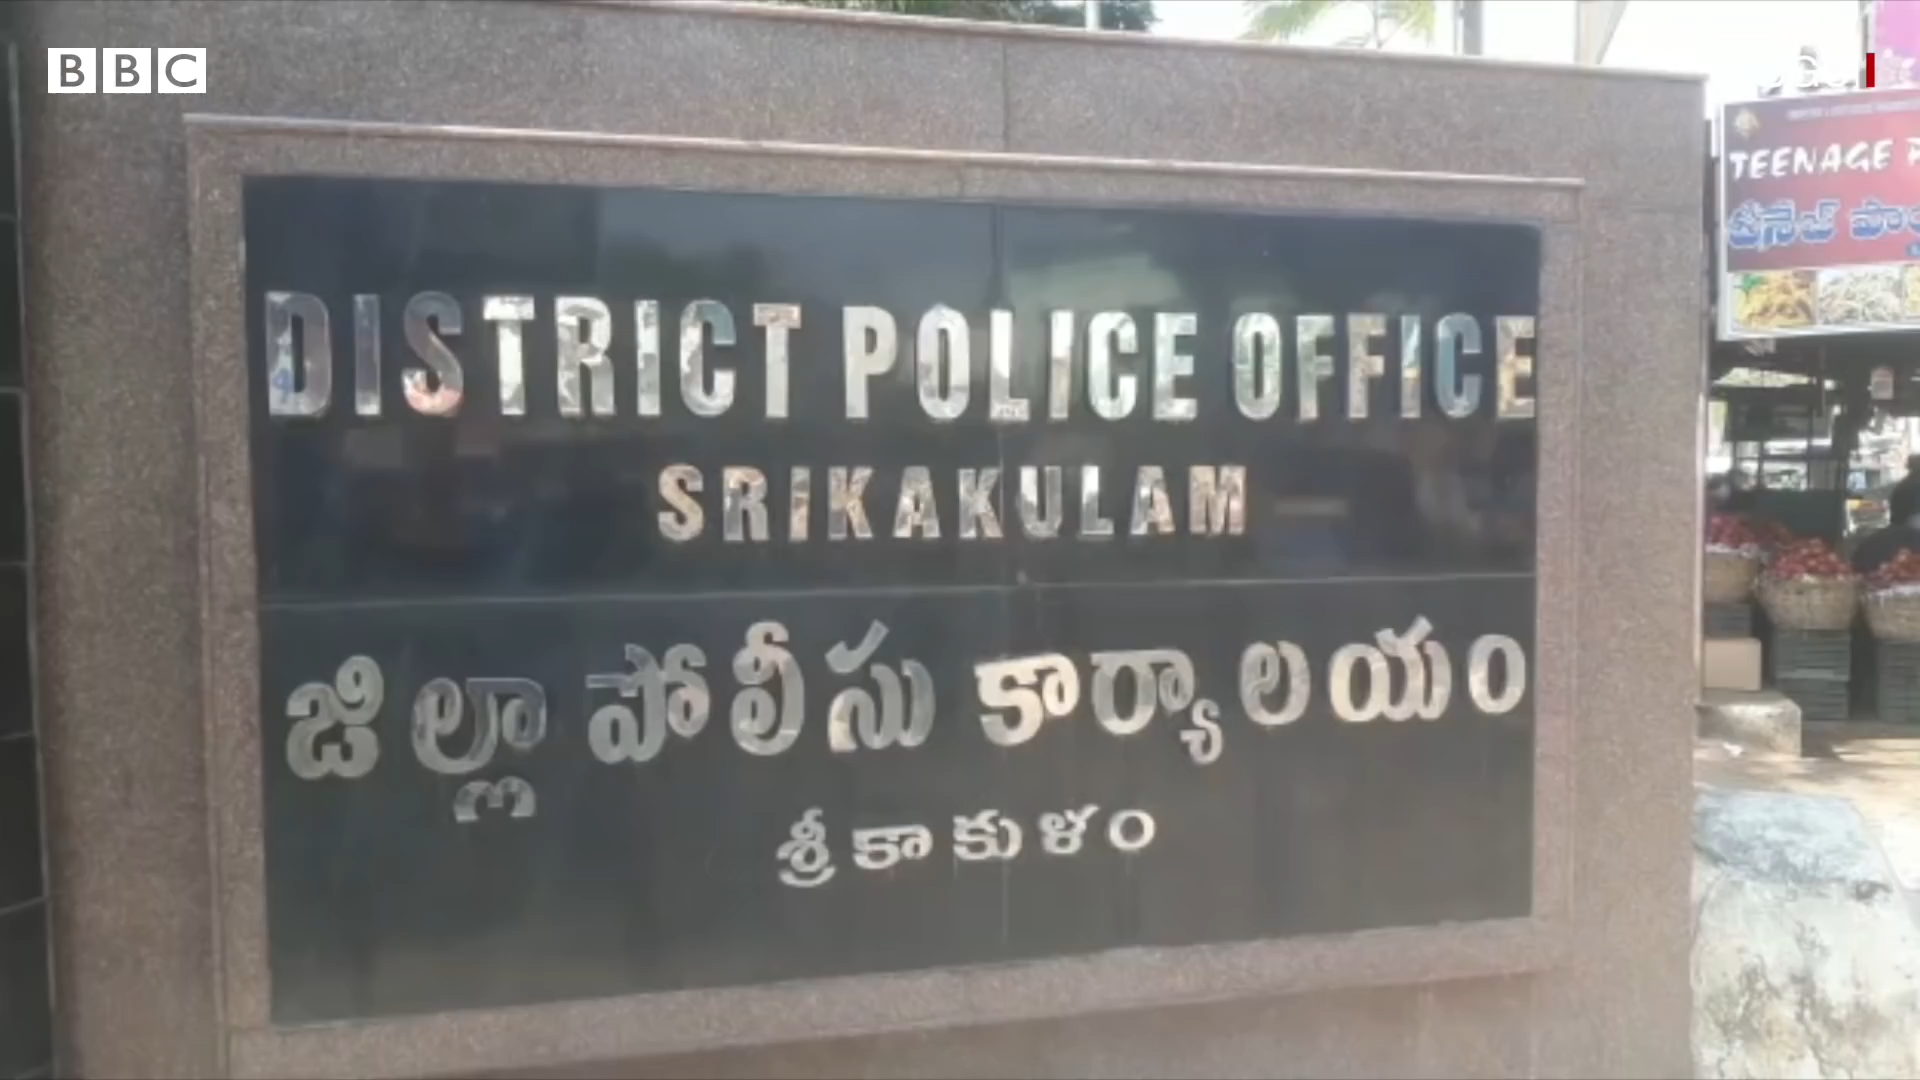 BBC
DISTRICT POLICE OFFICE
SRIKAKULAM
జిల్లా పోలీసు కార్యాలయం
శ్రీకాకుళం
TEENAGE
టీనేజ్